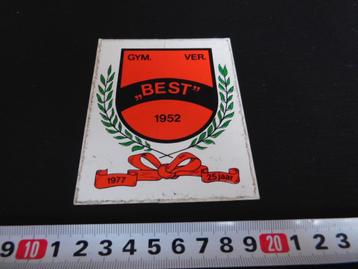 GYM. VER.
„BEST”
1952
1977 25 jaar
9 10 1 2 3 4 5 6 7 8 9 20 1 2 3